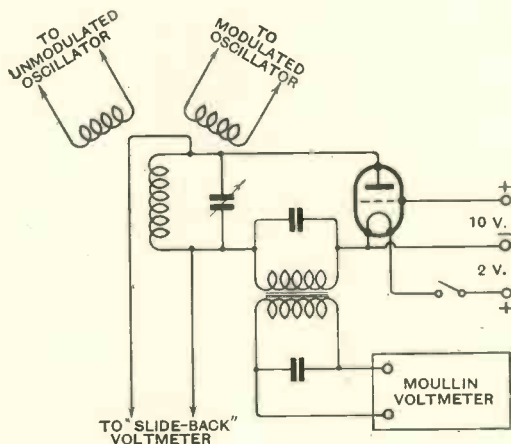 TO
UNMODULATED
OSCILLATOR
TO
MODULATED
OSCILLATOR
+
10 V.
−
2 V.
+
MOULLIN
VOLTMETER
TO "SLIDE-BACK"
VOLTMETER